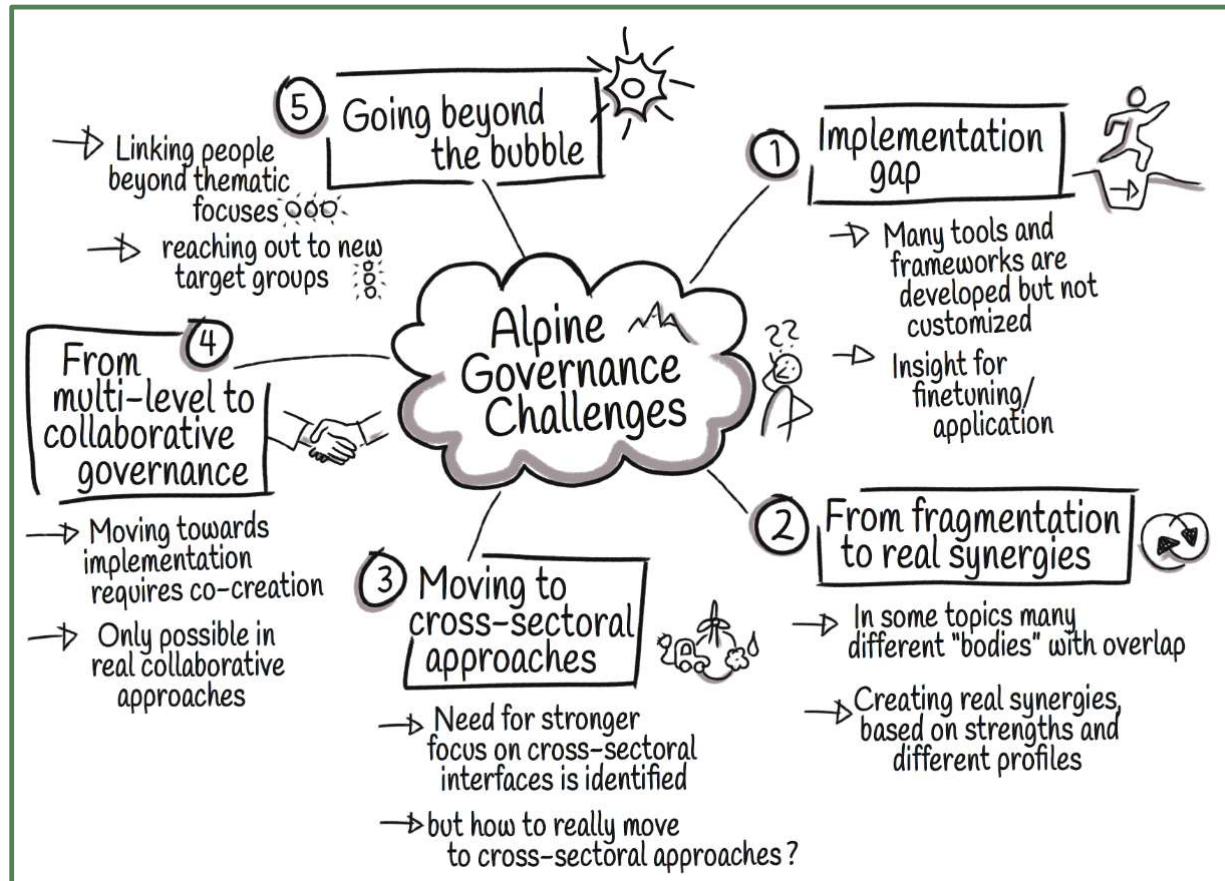 Alpine
Governance
Challenges
??
1
Implementation
gap
Many tools and
frameworks are
developed but not
customized
Insight for
finetuning/
application
2
From fragmentation
to real synergies
In some topics many
different "bodies" with overlap
Creating real synergies,
based on strengths and
different profiles
3
Moving to
cross-sectoral
approaches
Need for stronger
focus on cross-sectoral
interfaces is identified
but how to really move
to cross-sectoral approaches?
4
From
multi-level to
collaborative
governance
Moving towards
implementation
requires co-creation
Only possible in
real collaborative
approaches
5
Going beyond
the bubble
Linking people
beyond thematic
focuses
reaching out to new
target groups